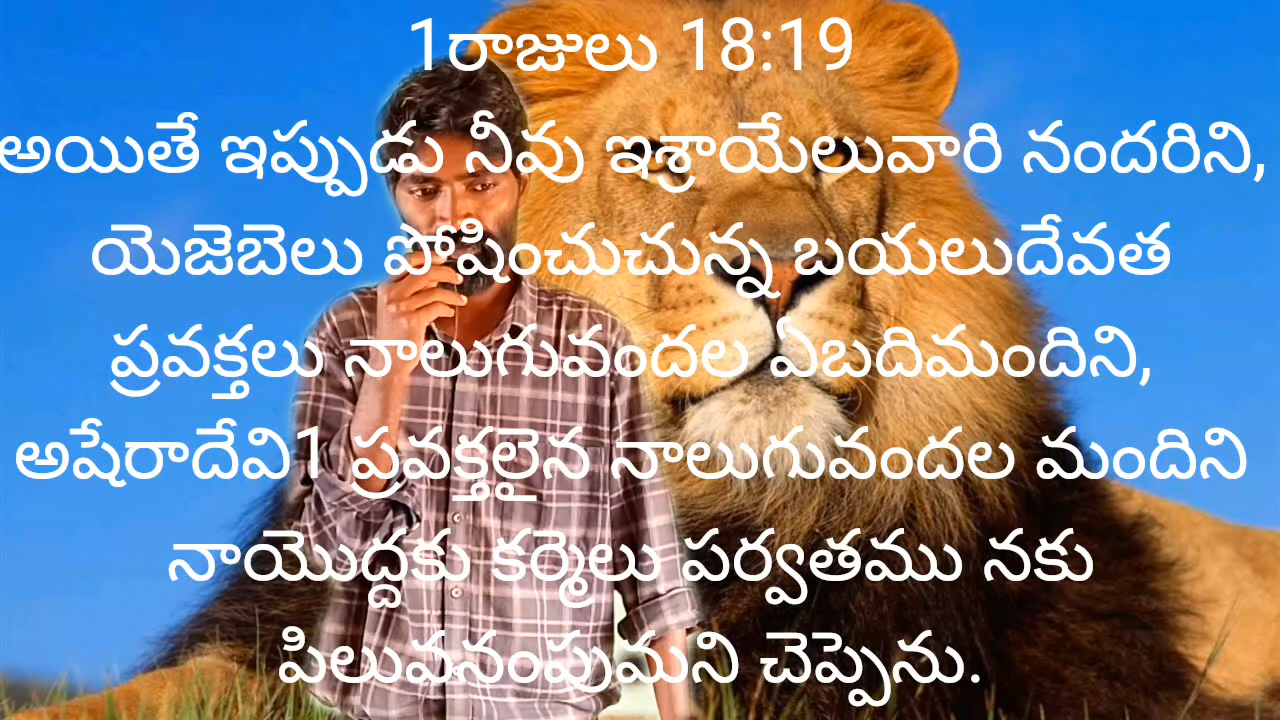 1రాజులు 18:19
అయితే ఇప్పుడు నీవు ఇశ్రాయేలువారి నందరిని,
యెజెబెలు పోషించుచున్న బయలుదేవత
ప్రవక్తలు నాలుగువందల ఏబదిమందిని,
అషేరాదేవి1 ప్రవక్తలైన నాలుగువందల మందిని
నాయొద్దకు కర్మెలు పర్వతము నకు
పిలువనంపుమని చెప్పెను.